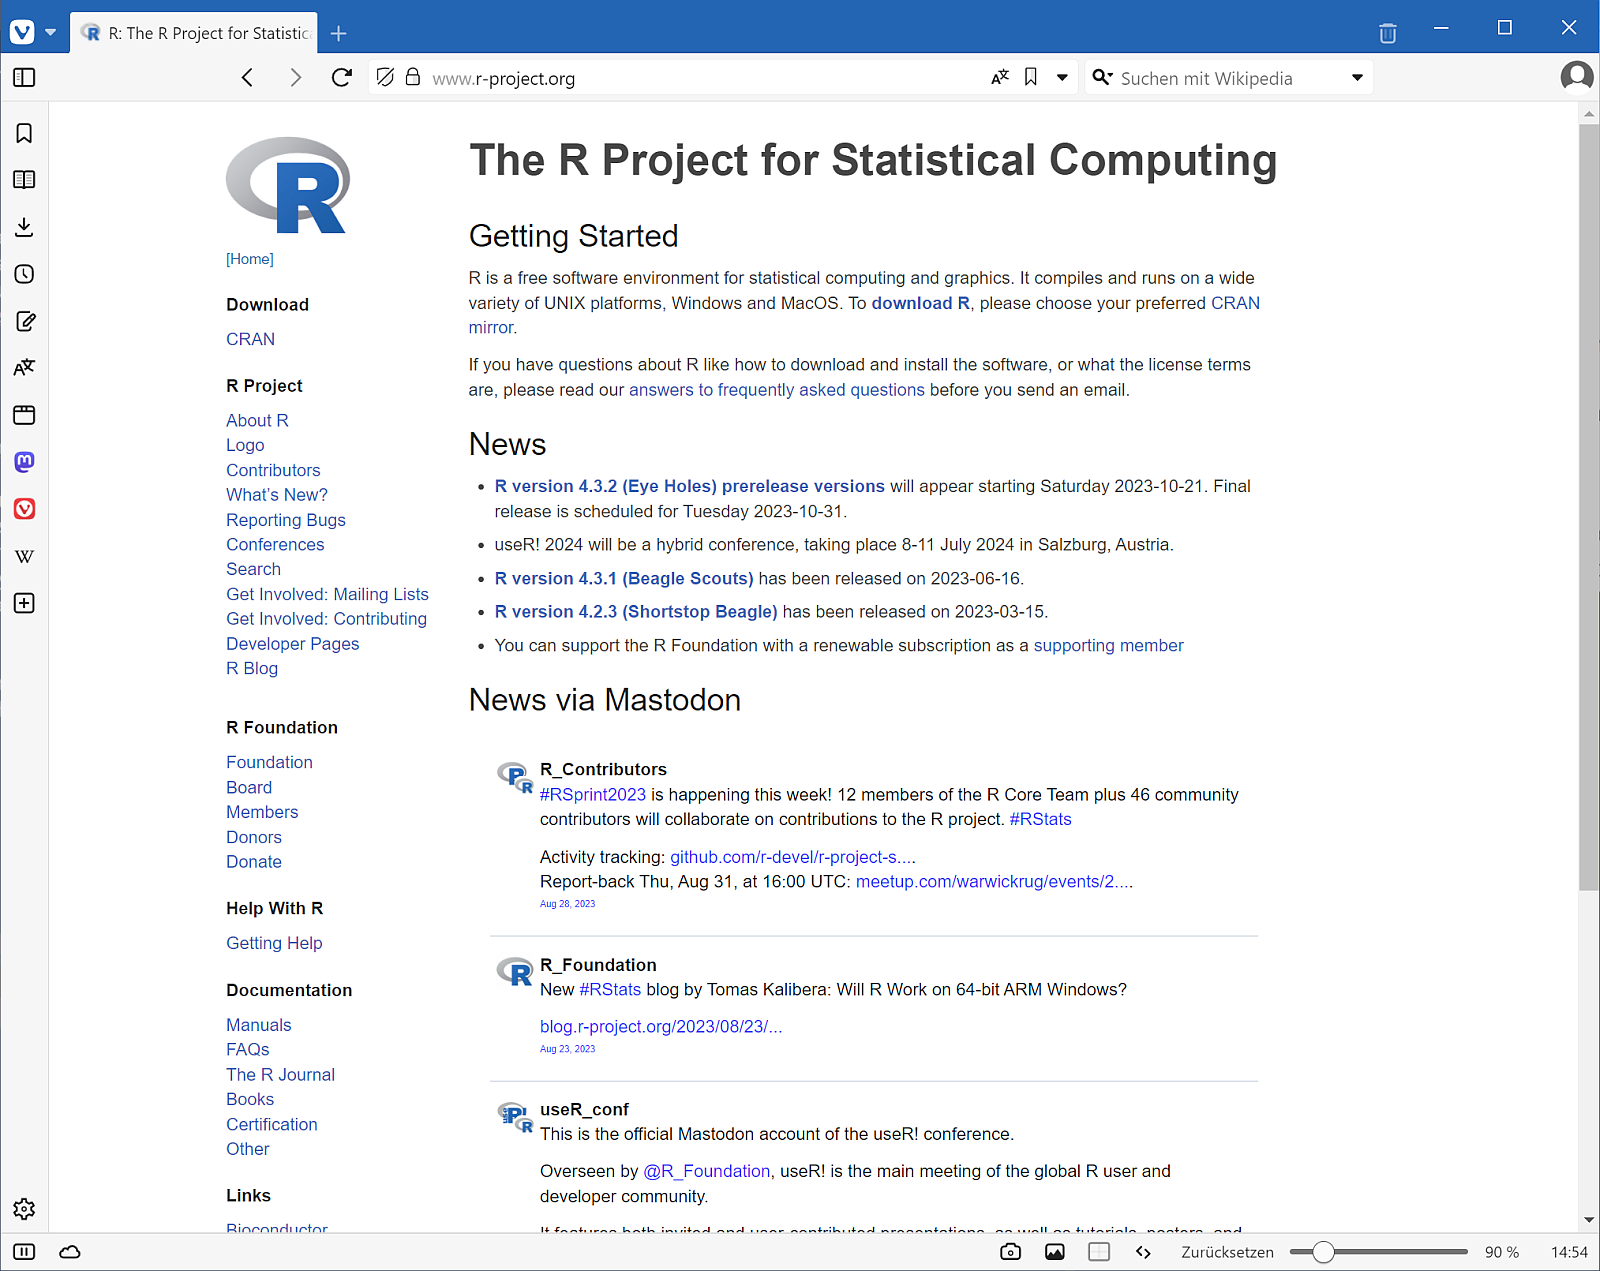 R: The R Project for Statistic
www.r-project.org
Suchen mit Wikipedia
[Home]
Download
CRAN
R Project
About R
Logo
Contributors
What's New?
Reporting Bugs
Conferences
Search
Get Involved: Mailing Lists
Get Involved: Contributing
Developer Pages
R Blog
R Foundation
Foundation
Board
Members
Donors
Donate
Help With R
Getting Help
Documentation
Manuals
FAQs
The R Journal
Books
Certification
Other
Links
Bioconductor
The R Project for Statistical Computing
Getting Started
R is a free software environment for statistical computing and graphics. It compiles and runs on a wide
variety of UNIX platforms, Windows and MacOS. To download R, please choose your preferred CRAN
mirror.
If you have questions about R like how to download and install the software, or what the license terms
are, please read our answers to frequently asked questions before you send an email.
News
• R version 4.3.2 (Eye Holes) prerelease versions will appear starting Saturday 2023-10-21. Final
release is scheduled for Tuesday 2023-10-31.
• useR! 2024 will be a hybrid conference, taking place 8-11 July 2024 in Salzburg, Austria.
• R version 4.3.1 (Beagle Scouts) has been released on 2023-06-16.
• R version 4.2.3 (Shortstop Beagle) has been released on 2023-03-15.
• You can support the R Foundation with a renewable subscription as a supporting member
News via Mastodon
R_Contributors
#RSprint2023 is happening this week! 12 members of the R Core Team plus 46 community
contributors will collaborate on contributions to the R project. #RStats
Activity tracking: github.com/r-devel/r-project-s....
Report-back Thu, Aug 31, at 16:00 UTC: meetup.com/warwickrug/events/2....
Aug 28, 2023
R_Foundation
New #RStats blog by Tomas Kalibera: Will R Work on 64-bit ARM Windows?
blog.r-project.org/2023/08/23/...
Aug 23, 2023
useR_conf
This is the official Mastodon account of the useR! conference.
Overseen by @R_Foundation, useR! is the main meeting of the global R user and
developer community.
It features both invited and user-contributed presentations, as well as tutorials, posters, and
Zurücksetzen
90 %
14:54